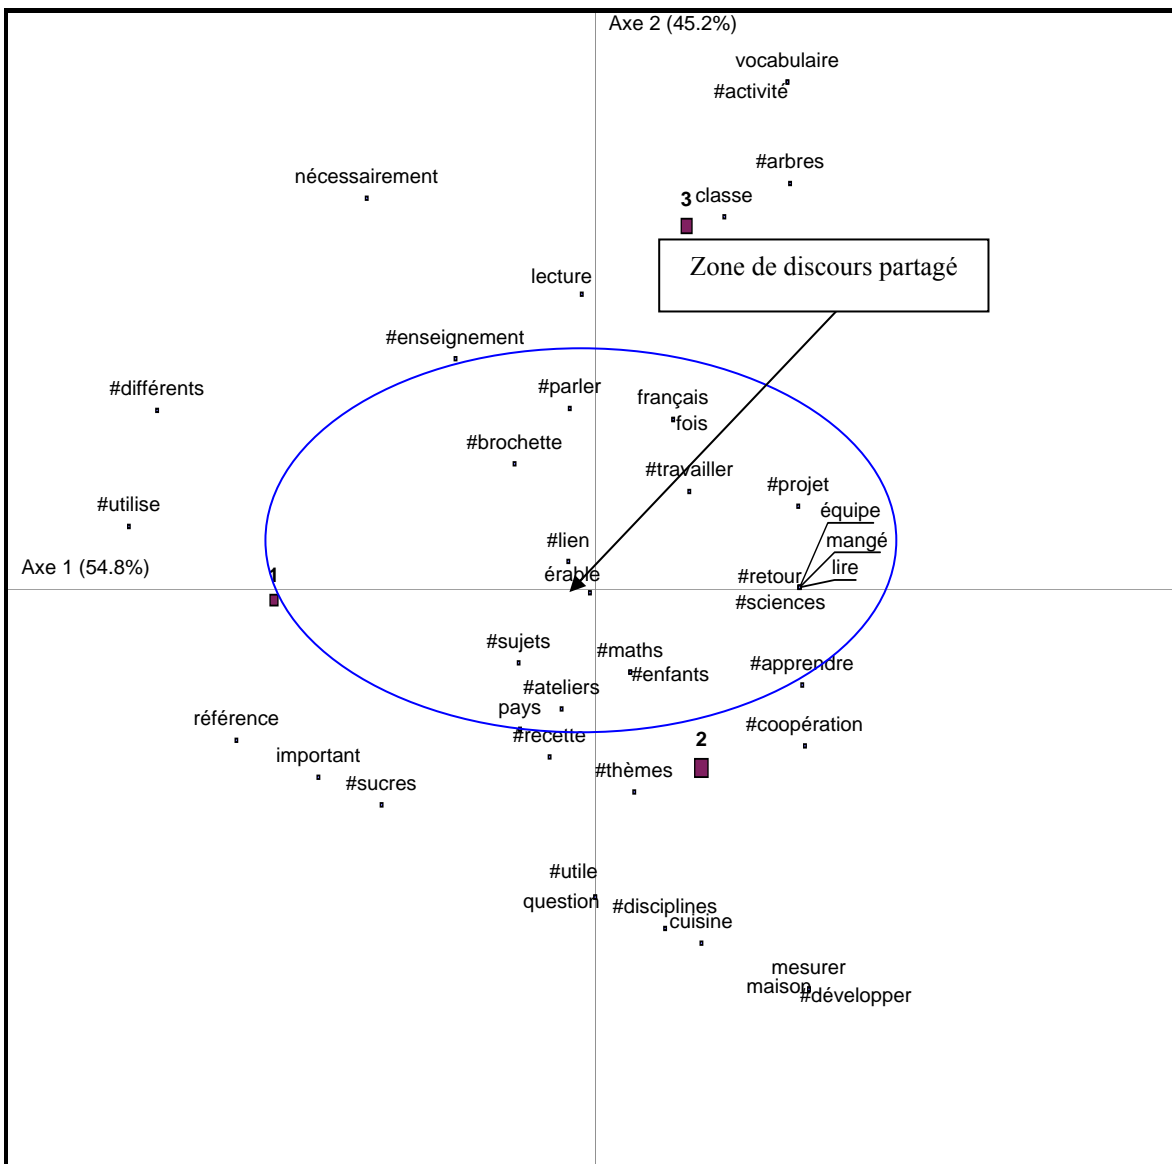 Axe 2 (45.2%)
vocabulaire
#activité
#arbres
nécessairement
3
classe
Zone de discours partagé
lecture
#enseignement
#différents
#parler
français
fois
#brochette
#travailler
#projet
#utilise
équipe
mangé
#lien
lire
Axe 1 (54.8%)
1
érable
#retour
#sciences
#sujets
#maths
#enfants
#apprendre
#ateliers
pays
référence
#recette
#coopération
2
important
#sucres
#thèmes
#utile
question
#disciplines
cuisine
mesurer
maison
#développer